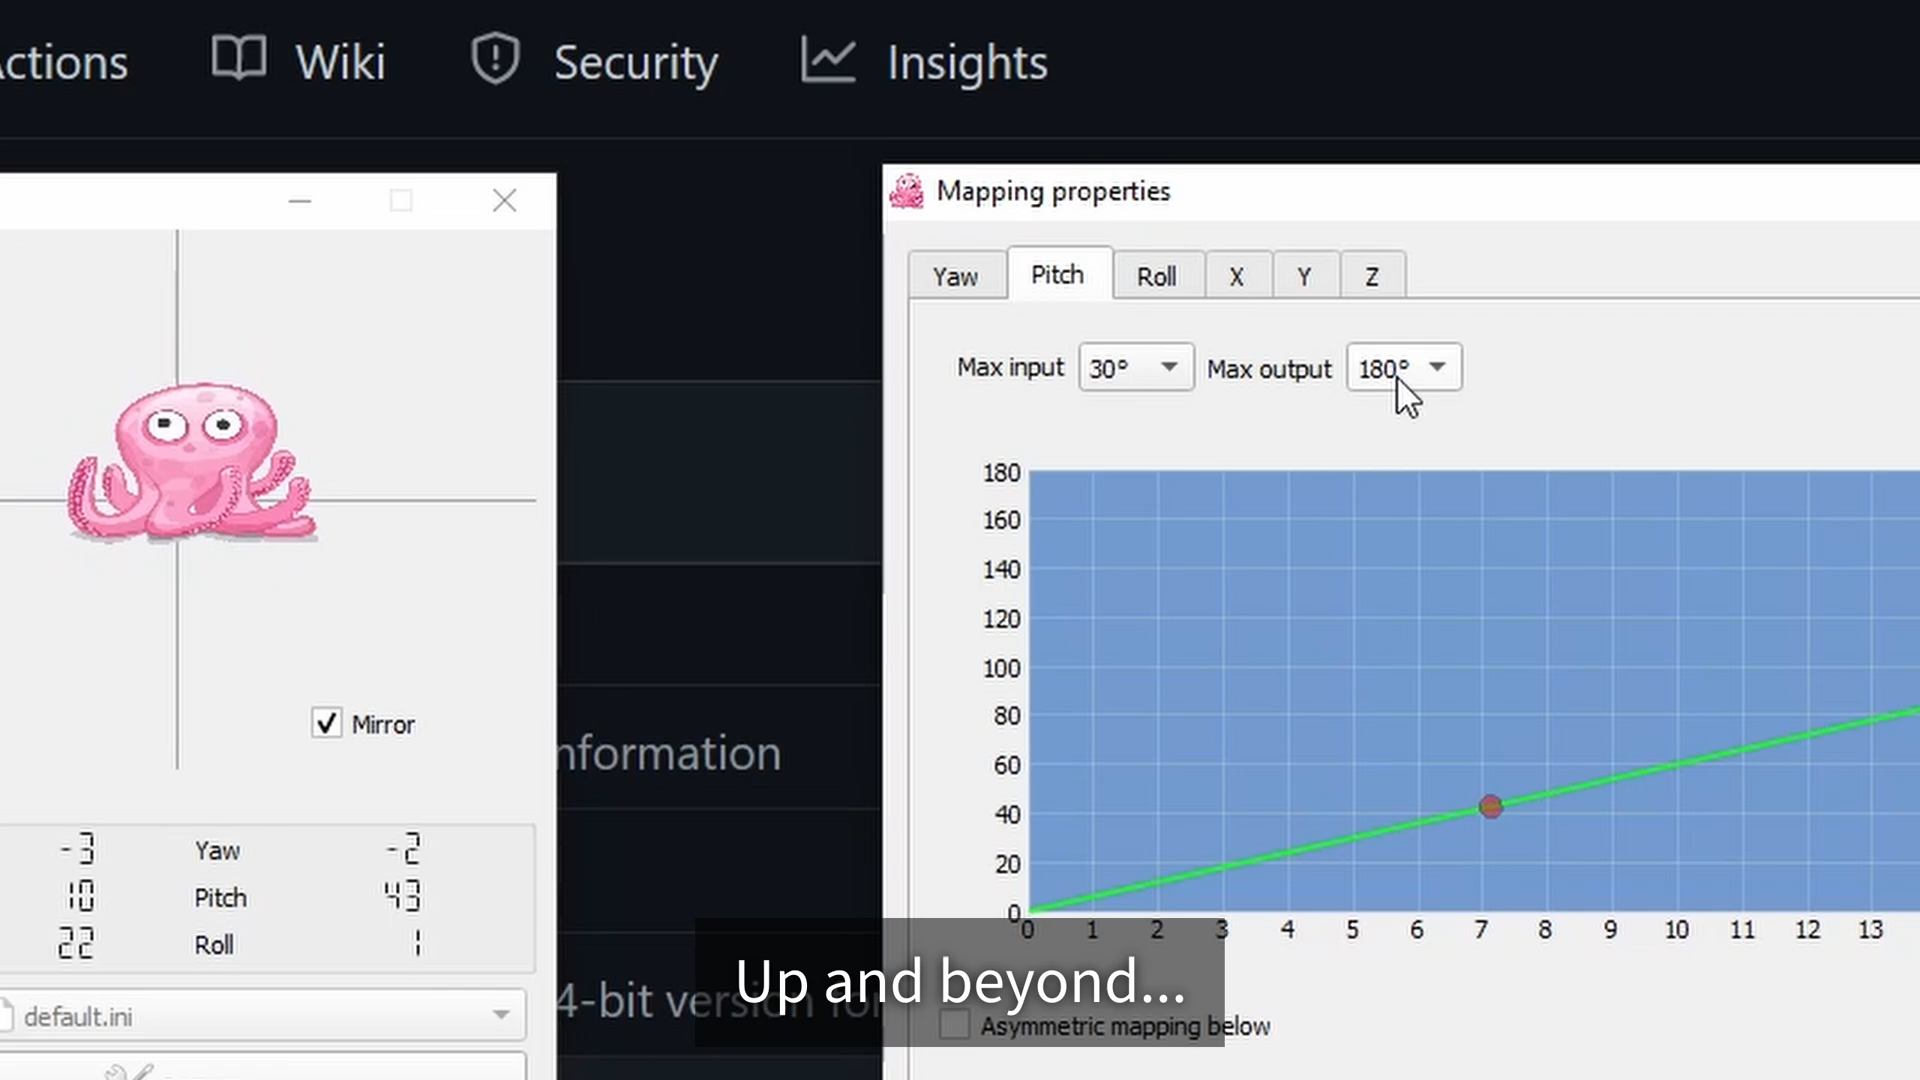 ctions
Wiki
Security
Insights
Mapping properties
Yaw
Pitch
Roll
X
Y
Z
Max input
30°
Max output
180°
180
160
140
120
100
80
60
40
20
0
0 1 2 3 4 5 6 7 8 9 10 11 12 13
Asymmetric mapping below
Mirror
-3 Yaw -2
10 Pitch 43
22 Roll 1
default.ini
nformation
4-bit version for
Up and beyond...